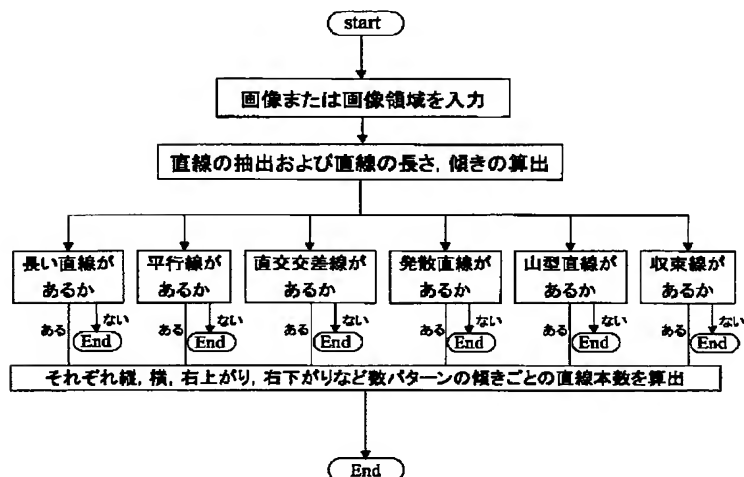 start
画像または画像領域を入力
直線の抽出および直線の長さ, 傾きの算出
長い直線が
あるか
平行線が
あるか
直交交差線が
あるか
発散直線が
あるか
山型直線が
あるか
収束線が
あるか
ある
ない
End
ある
ない
End
ある
ない
End
ある
ない
End
ある
ない
End
ある
ない
End
それぞれ縦, 横, 右上がり, 右下がりなど数パターンの傾きごとの直線本数を算出
End